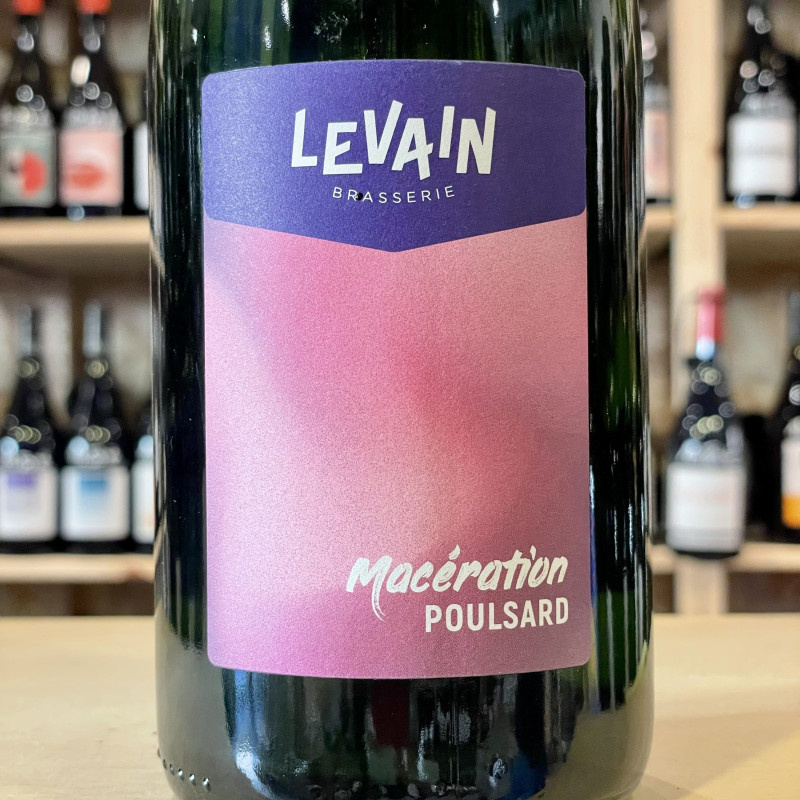 LEVAIN
BRASSERIE
Macération
POULSARD